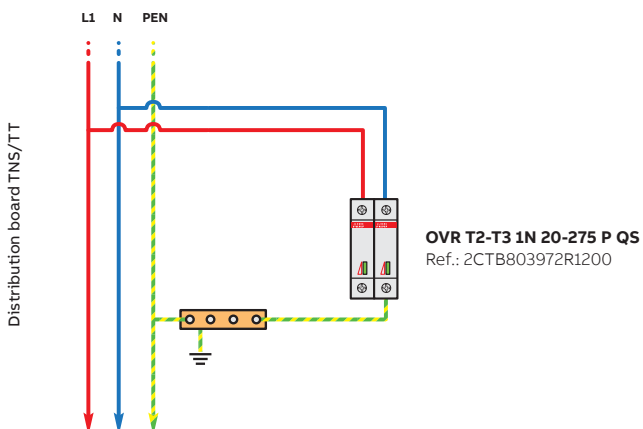 L1 N PEN
Distribution board TNS/TT
OVR T2-T3 1N 20-275 P QS
Ref.: 2CTB803972R1200